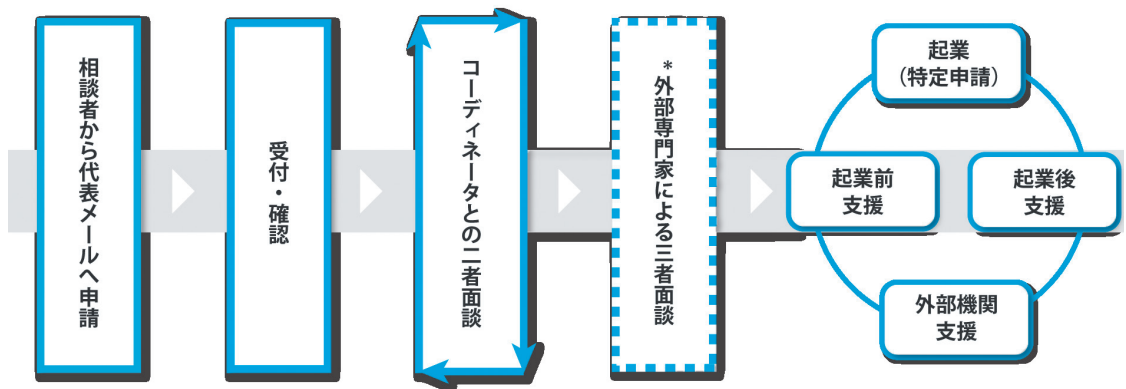 相談者から代表メールへ申請
受付・確認
コーディネータとの二者面談
*外部専門家による三者面談
起業
（特定申請）
起業前
支援
起業後
支援
外部機関
支援